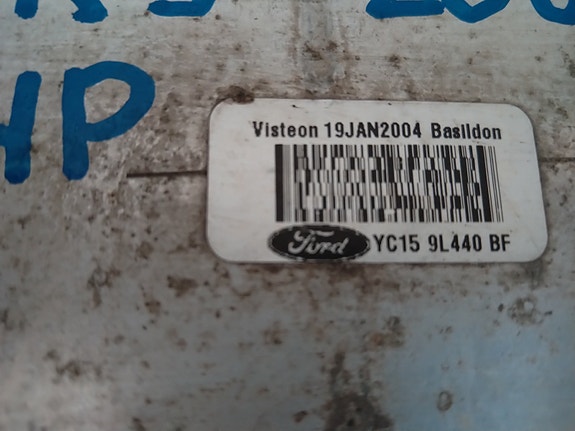 HP
Visteon 19JAN2004 Basildon
Ford YC15 9L440 BF